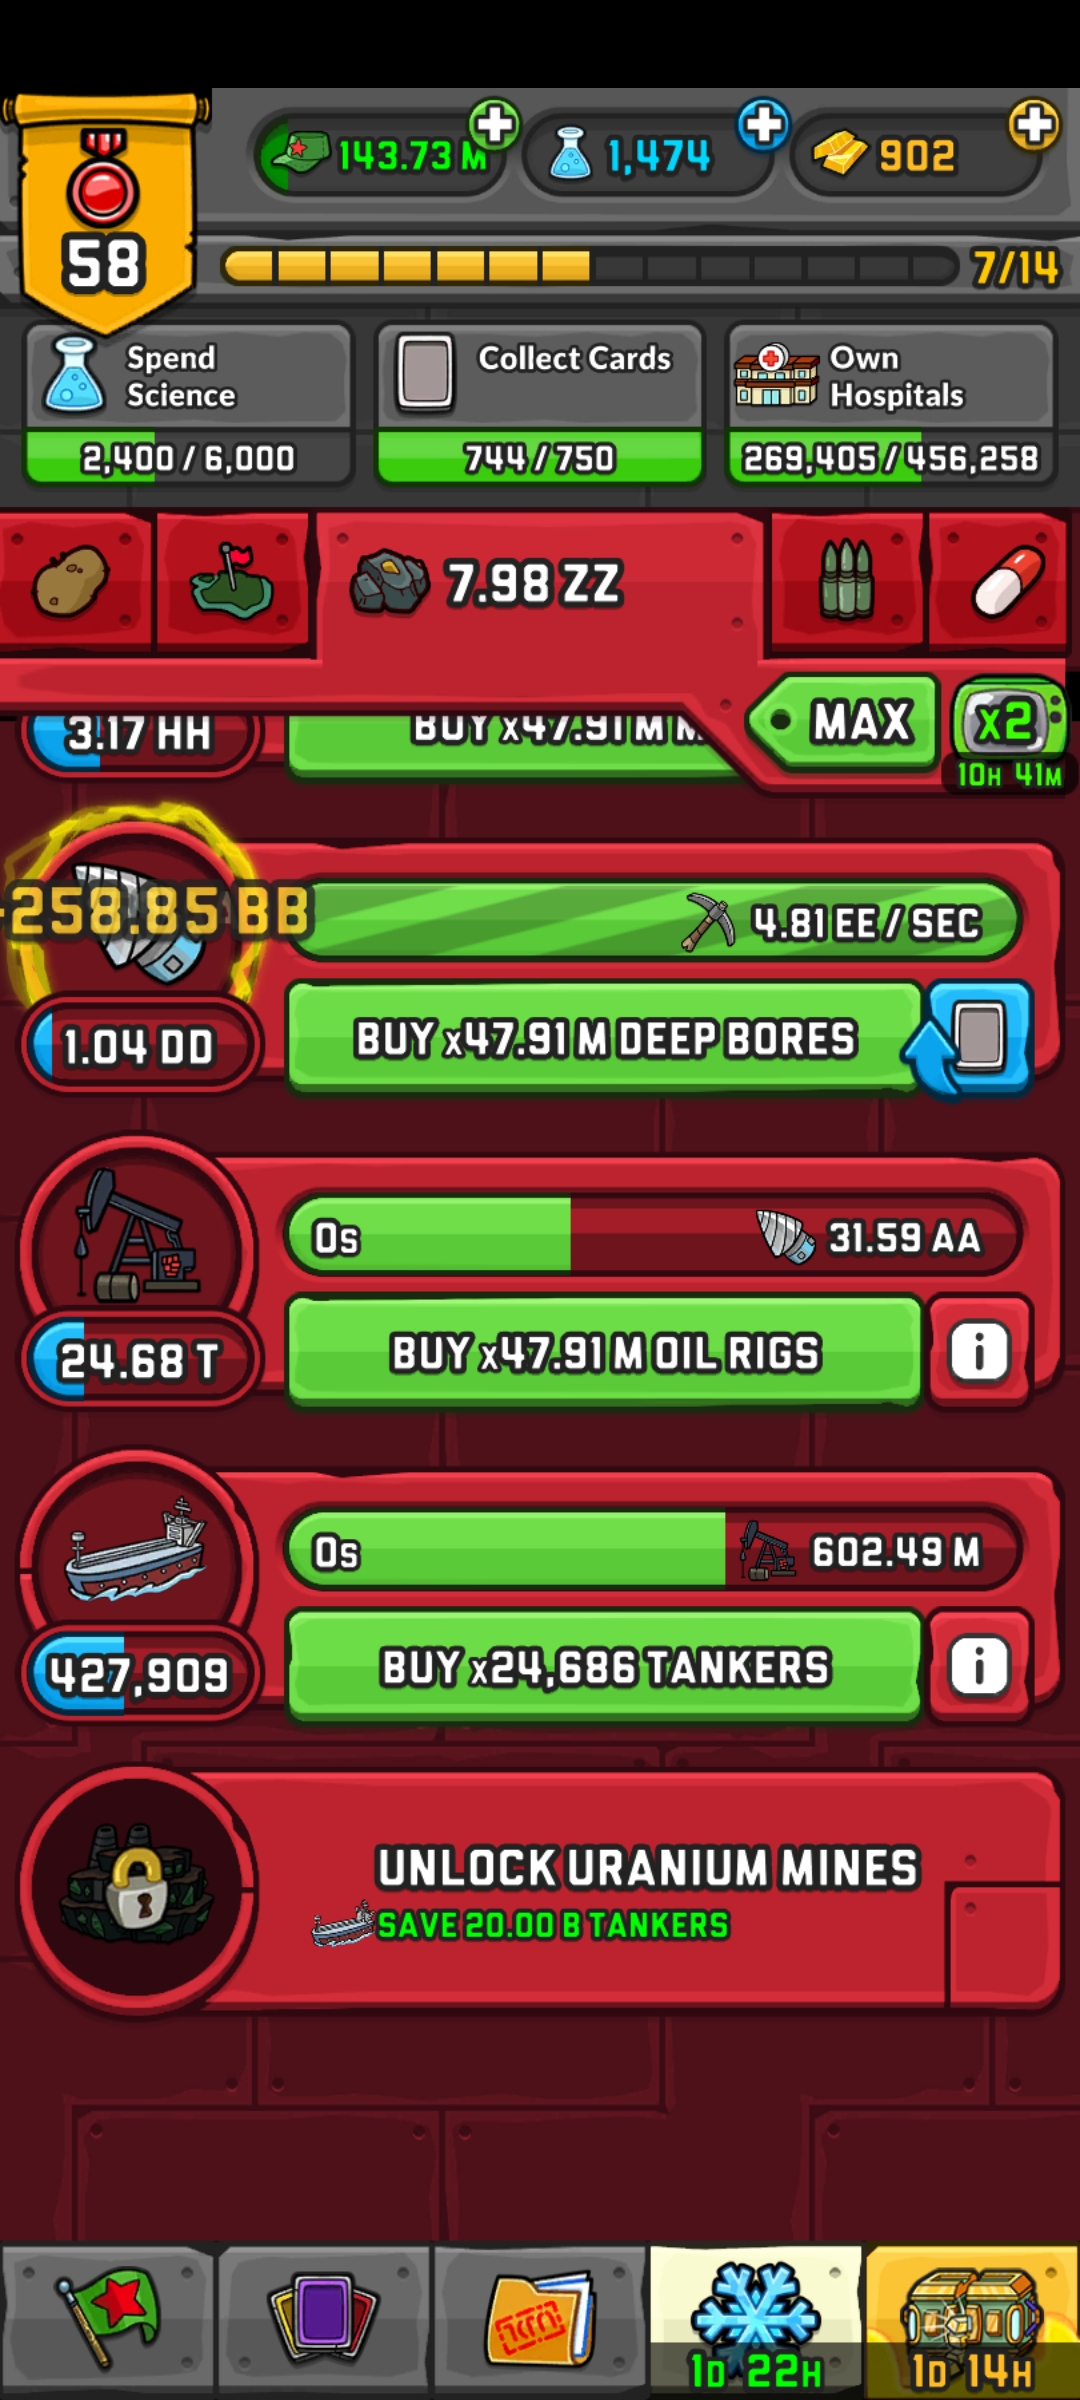 143.73 M
1,474
902
58
7/14
Spend
Science
2,400 / 6,000
Collect Cards
744 / 750
Own
Hospitals
269,405 / 456,258
7.98 ZZ
MAX
x2
10H 41M
3.17 HH
BUY x47.91 M
258.85 BB
4.81 EE / SEC
1.04 DD
BUY x47.91 M DEEP BORES
0s
31.59 AA
24.68 T
BUY x47.91 M OIL RIGS
0s
602.49 M
427,909
BUY x24,686 TANKERS
UNLOCK URANIUM MINES
SAVE 20.00 B TANKERS
1D 22H
1D 14H